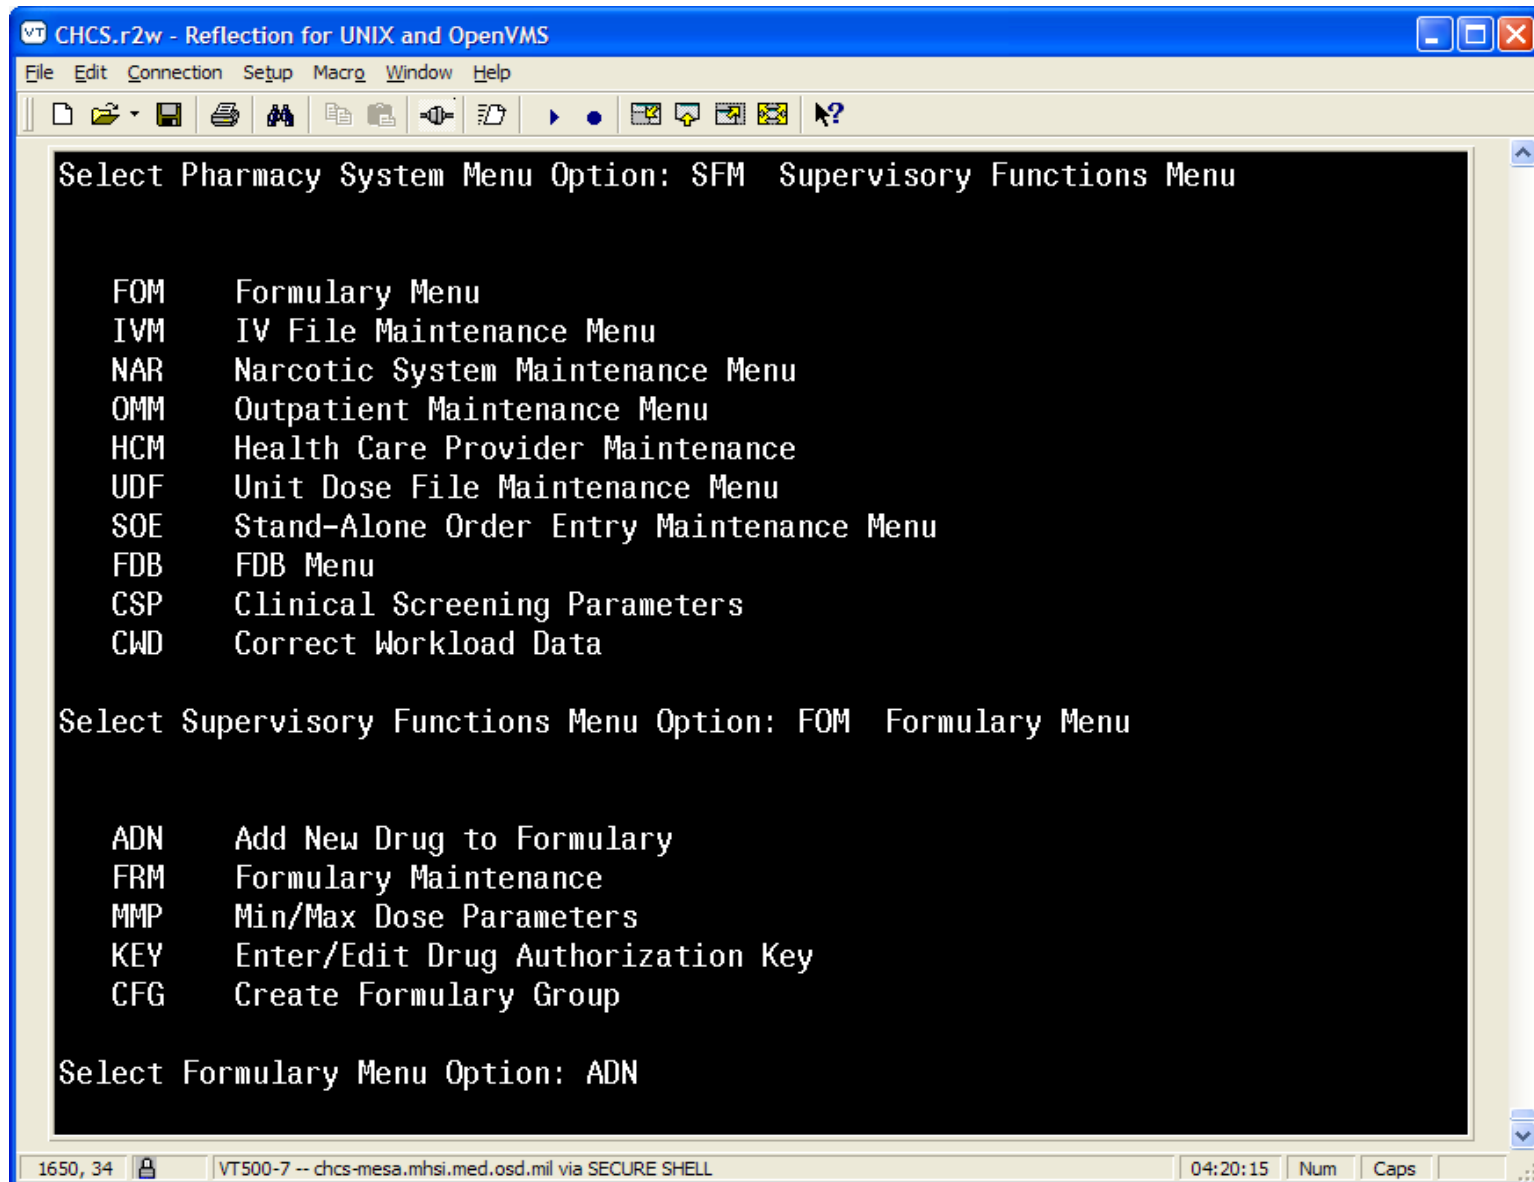 VT CHCS.r2w - Reflection for UNIX and OpenVMS
File Edit Connection Setup Macro Window Help
Select Pharmacy System Menu Option: SFM  Supervisory Functions Menu
FOM    Formulary Menu
IVM    IV File Maintenance Menu
NAR    Narcotic System Maintenance Menu
OMM    Outpatient Maintenance Menu
HCM    Health Care Provider Maintenance
UDF    Unit Dose File Maintenance Menu
SOE    Stand-Alone Order Entry Maintenance Menu
FDB    FDB Menu
CSP    Clinical Screening Parameters
CWD    Correct Workload Data
Select Supervisory Functions Menu Option: FOM  Formulary Menu
ADN    Add New Drug to Formulary
FRM    Formulary Maintenance
MMP    Min/Max Dose Parameters
KEY    Enter/Edit Drug Authorization Key
CFG    Create Formulary Group
Select Formulary Menu Option: ADN
1650, 34 VT500-7 -- chcs-mesa.mhsi.med.osd.mil via SECURE SHELL 04:20:15 Num Caps